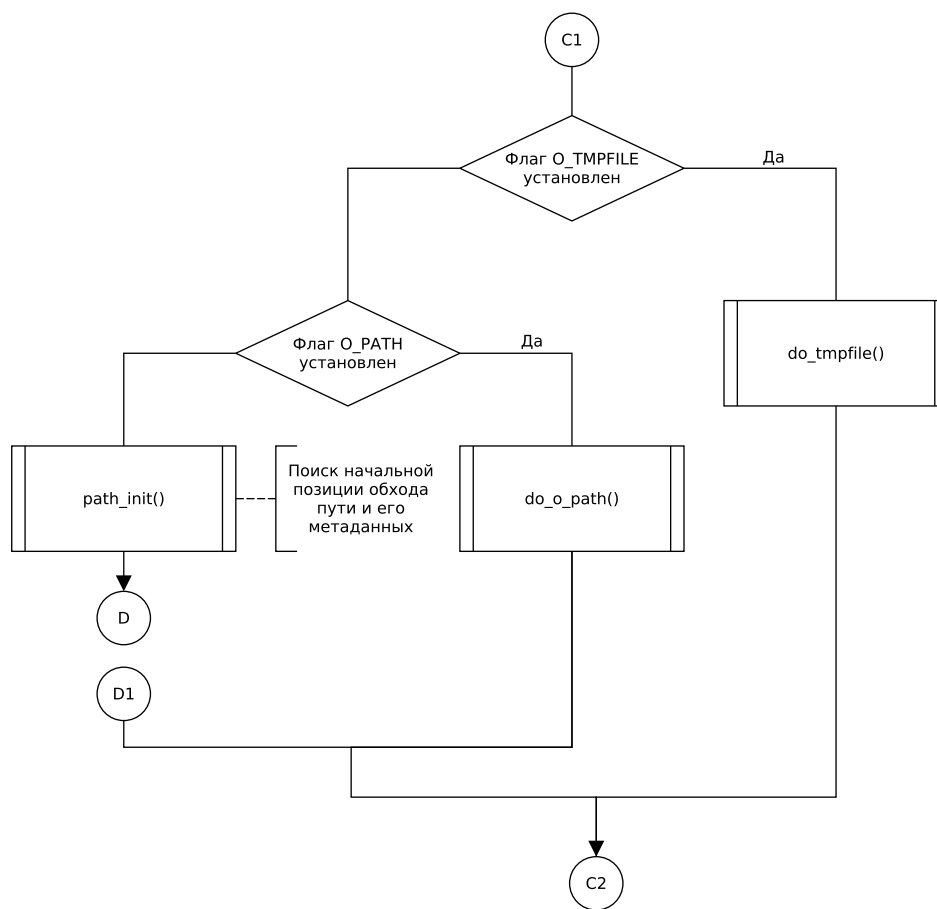 C1
Флаг O_TMPFILE
установлен
Да
Флаг O_PATH
установлен
Да
do_tmpfile()
path_init()
Поиск начальной
позиции обхода
пути и его
метаданных
do_o_path()
D
D1
C2